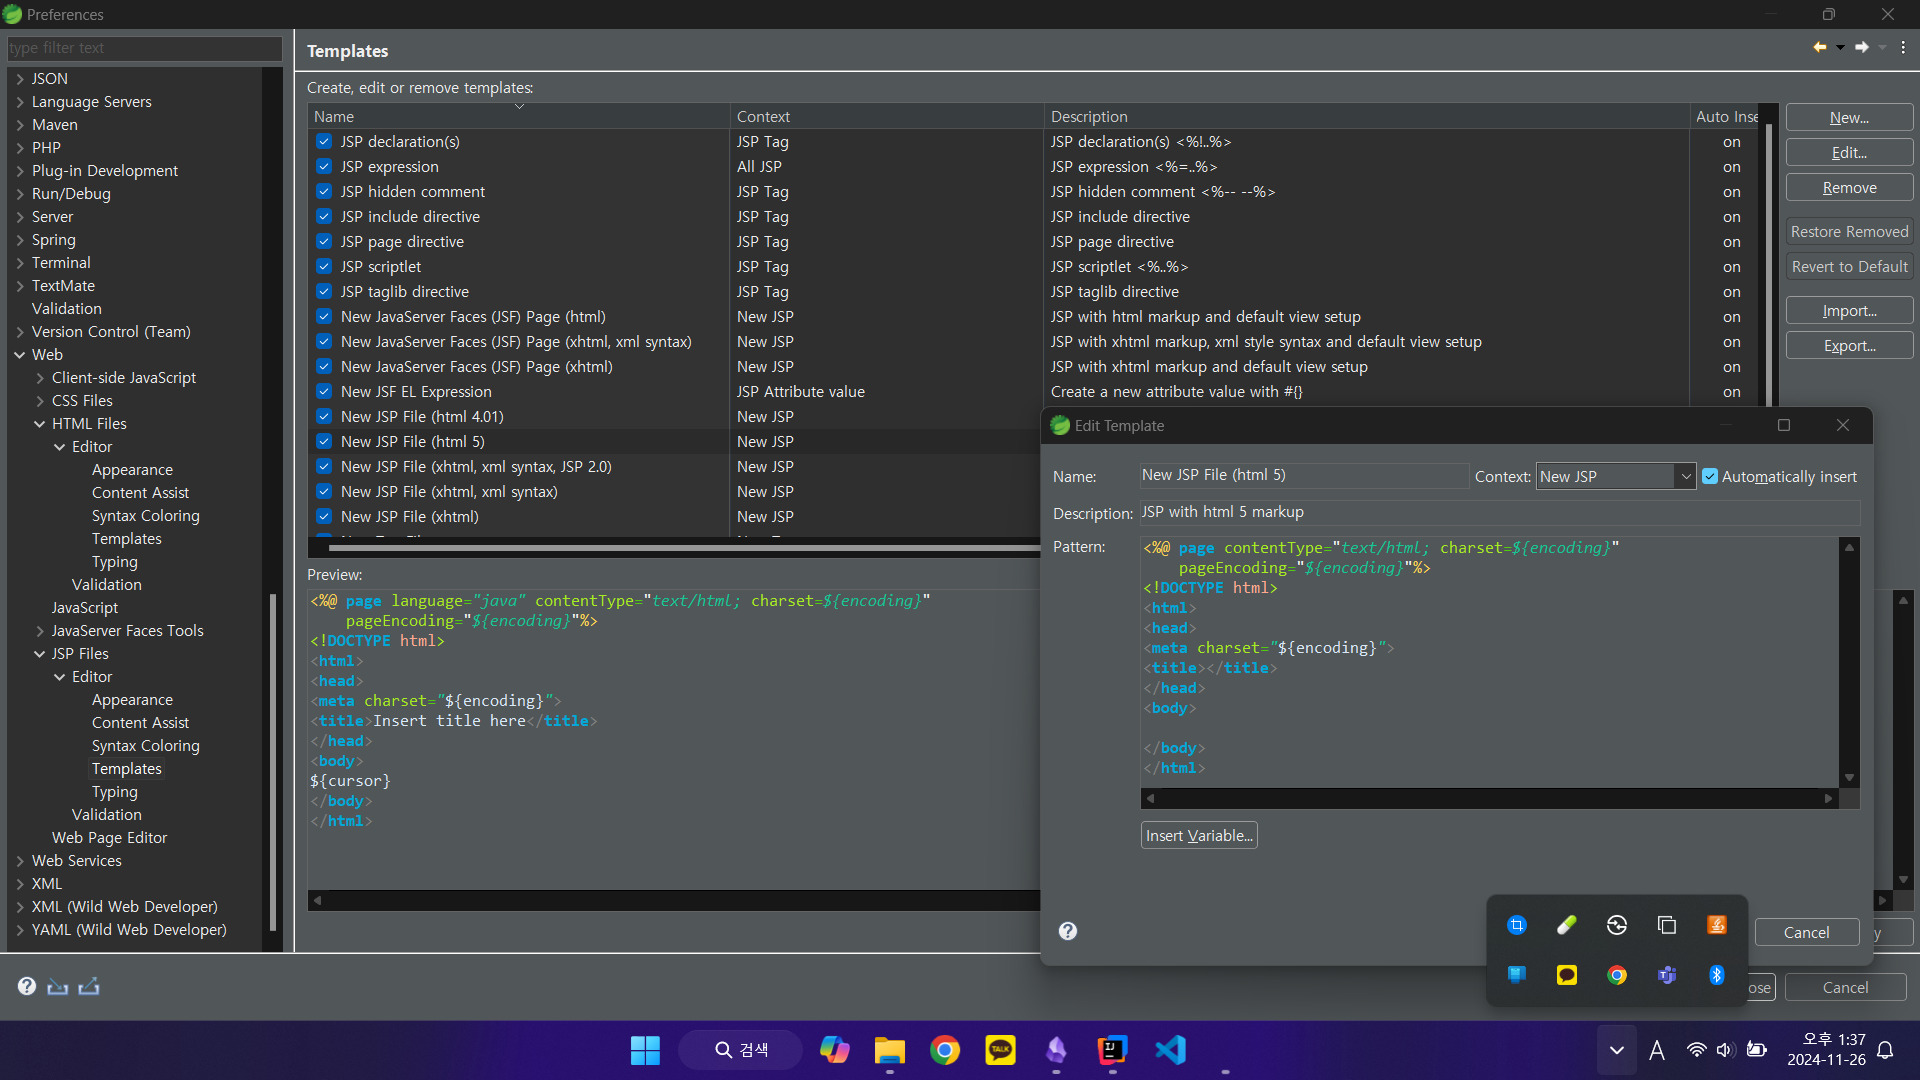 Preferences
type filter text
JSON
Language Servers
Maven
PHP
Plug-in Development
Run/Debug
Server
Spring
Terminal
TextMate
Validation
Version Control (Team)
Web
Client-side JavaScript
CSS Files
HTML Files
Editor
Appearance
Content Assist
Syntax Coloring
Templates
Typing
Validation
JavaScript
JavaServer Faces Tools
JSP Files
Editor
Appearance
Content Assist
Syntax Coloring
Templates
Typing
Validation
Web Page Editor
Web Services
XML
XML (Wild Web Developer)
YAML (Wild Web Developer)
Templates
Create, edit or remove templates:
Name Context Description Auto Inse
JSP declaration(s) JSP Tag JSP declaration(s) <%!..%> on
JSP expression All JSP JSP expression <%=..%> on
JSP hidden comment JSP Tag JSP hidden comment <%-- --%> on
JSP include directive JSP Tag JSP include directive on
JSP page directive JSP Tag JSP page directive on
JSP scriptlet JSP Tag JSP scriptlet <%..%> on
JSP taglib directive JSP Tag JSP taglib directive on
New JavaServer Faces (JSF) Page (html) New JSP JSP with html markup and default view setup on
New JavaServer Faces (JSF) Page (xhtml, xml syntax) New JSP JSP with xhtml markup, xml style syntax and default view setup on
New JavaServer Faces (JSF) Page (xhtml) New JSP JSP with xhtml markup and default view setup on
New JSF EL Expression JSP Attribute value Create a new attribute value with #{} on
New JSP File (html 4.01) New JSP
New JSP File (html 5) New JSP
New JSP File (xhtml, xml syntax, JSP 2.0) New JSP
New JSP File (xhtml, xml syntax) New JSP
New JSP File (xhtml) New JSP
New...
Edit...
Remove
Restore Removed
Revert to Default
Import...
Export...
Preview:
<%@ page language="java" contentType="text/html; charset=${encoding}"
pageEncoding="${encoding}"%>
<!DOCTYPE html>
<html>
<head>
<meta charset="${encoding}">
<title>Insert title here</title>
</head>
<body>
${cursor}
</body>
</html>
Edit Template
Name: New JSP File (html 5) Context: New JSP Automatically insert
Description: JSP with html 5 markup
Pattern:
<%@ page contentType="text/html; charset=${encoding}"
pageEncoding="${encoding}"%>
<!DOCTYPE html>
<html>
<head>
<meta charset="${encoding}">
<title></title>
</head>
<body>
</body>
</html>
Insert Variable...
Cancel
y
ose
Cancel
검색
TALK
IJ
A
오후 1:37
2024-11-26